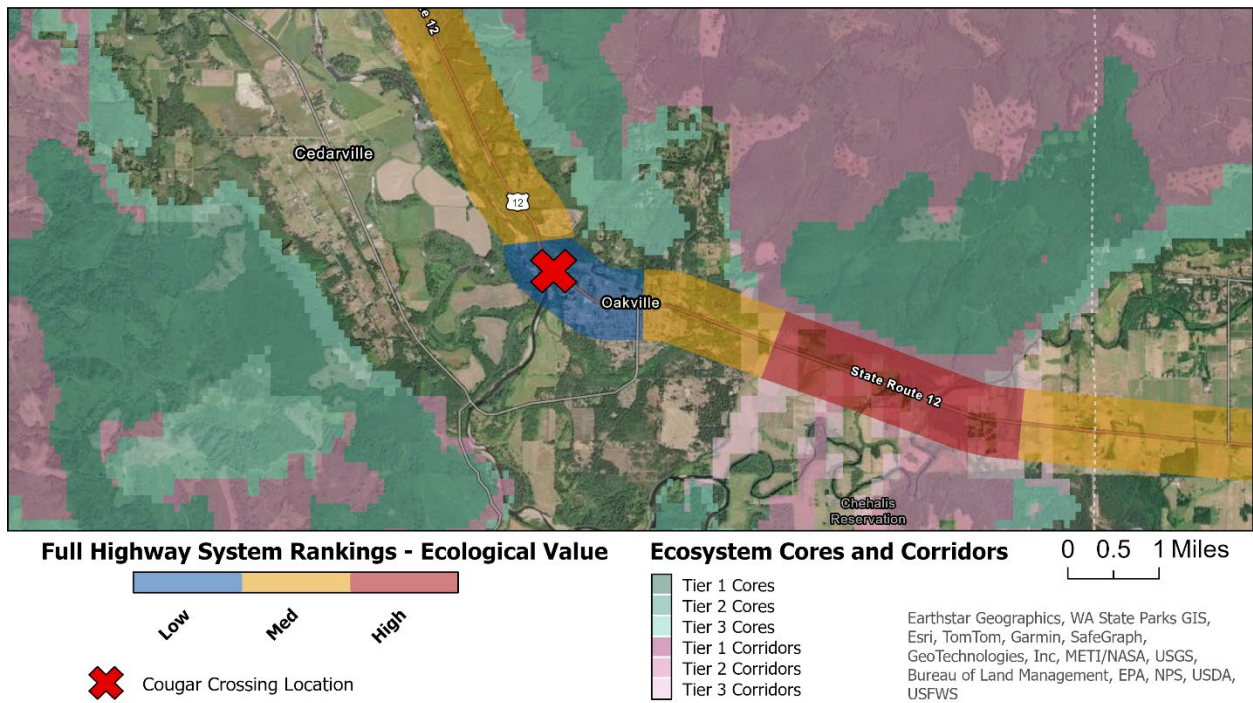 12
Cedarville
12
Oakville
State Route 12
Chehalis
Reservation
Full Highway System Rankings - Ecological Value
Low
Med
High
Cougar Crossing Location
Ecosystem Cores and Corridors
Tier 1 Cores
Tier 2 Cores
Tier 3 Cores
Tier 1 Corridors
Tier 2 Corridors
Tier 3 Corridors
0 0.5 1 Miles
Earthstar Geographics, WA State Parks GIS,
Esri, TomTom, Garmin, SafeGraph,
GeoTechnologies, Inc, METI/NASA, USGS,
Bureau of Land Management, EPA, NPS, USDA,
USFWS